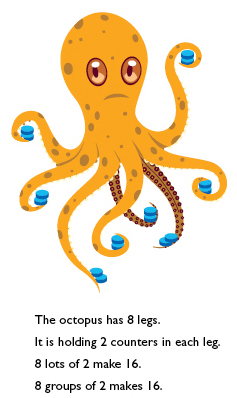 The octopus has 8 legs.
It is holding 2 counters in each leg.
8 lots of 2 make 16.
8 groups of 2 makes 16.